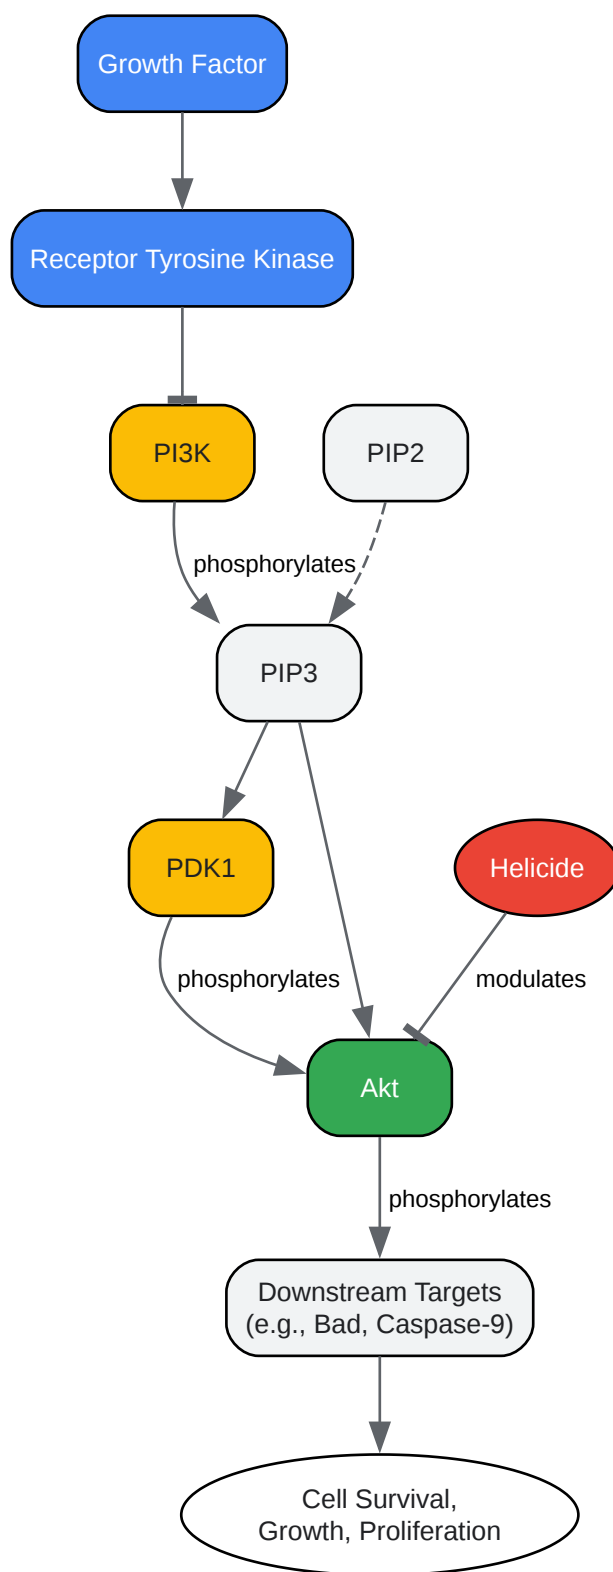 Growth Factor
Receptor Tyrosine Kinase
PI3K
PIP2
phosphorylates
PIP3
PDK1
Helicide
phosphorylates
modulates
Akt
phosphorylates
Downstream Targets
(e.g., Bad, Caspase-9)
Cell Survival,
Growth, Proliferation